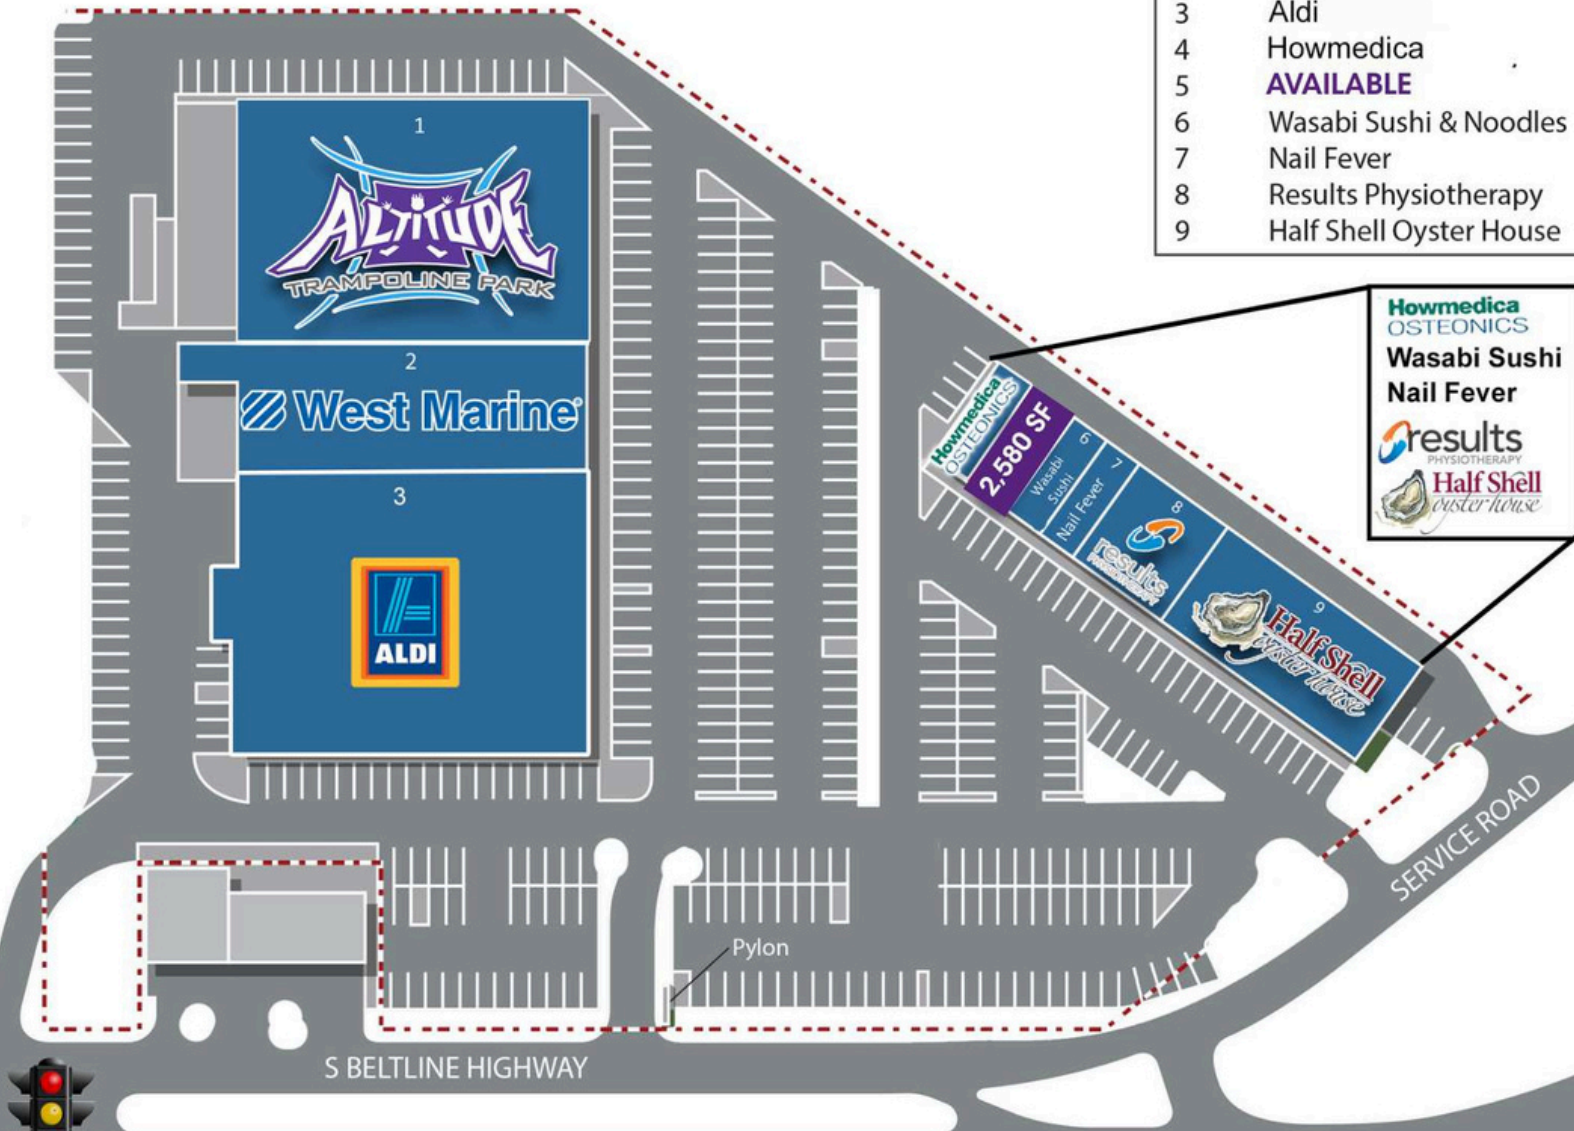 3 Aldi
4 Howmedica
5 AVAILABLE
6 Wasabi Sushi & Noodles
7 Nail Fever
8 Results Physiotherapy
9 Half Shell Oyster House
Howmedica
OSTEONICS
Wasabi Sushi
Nail Fever
results
PHYSIOTHERAPY
Half Shell
oyster house
1
ALTITUDE
TRAMPOLINE PARK
2
West Marine
3
ALDI
Howmedica
OSTEONICS
2,580 SF
6
Wasabi
Sushi
7
Nail Fever
8
results
PHYSIOTHERAPY
9
Half Shell
oyster house
SERVICE ROAD
Pylon
S BELTLINE HIGHWAY